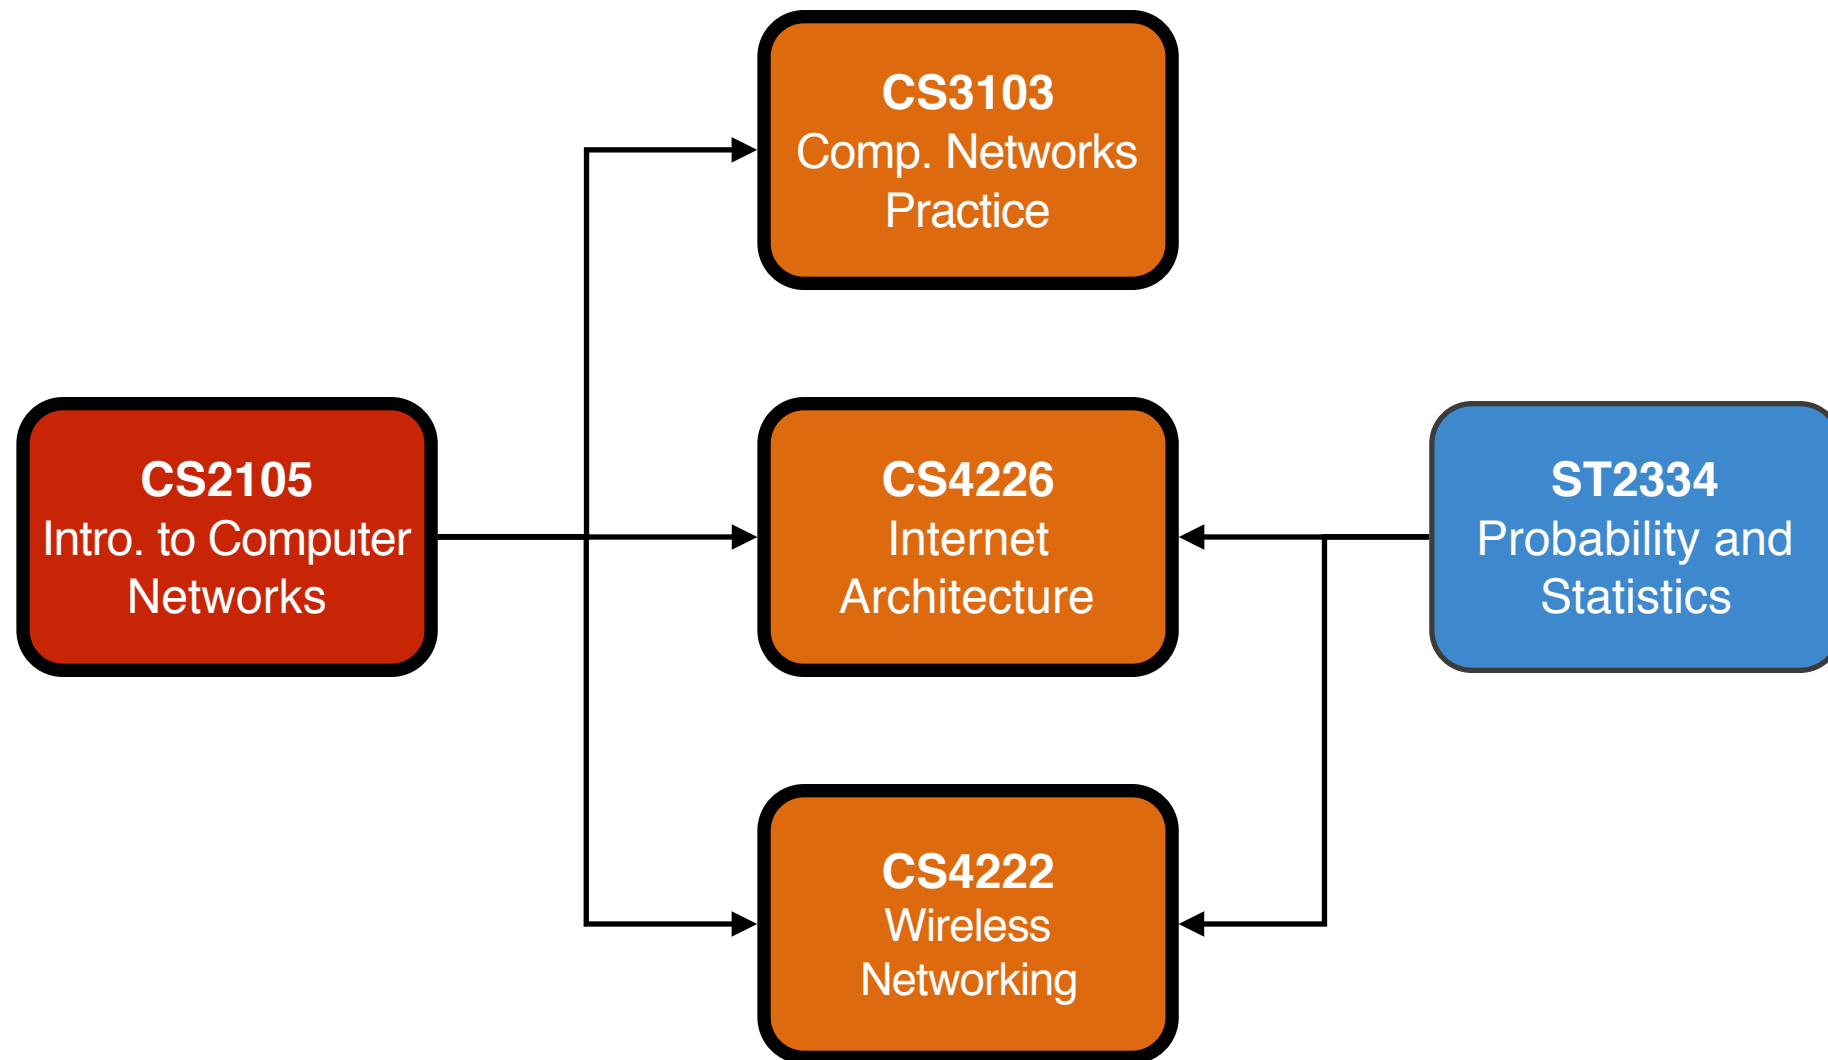 CS3103
Comp. Networks
Practice
CS2105
Intro. to Computer
Networks
CS4226
Internet
Architecture
ST2334
Probability and
Statistics
CS4222
Wireless
Networking